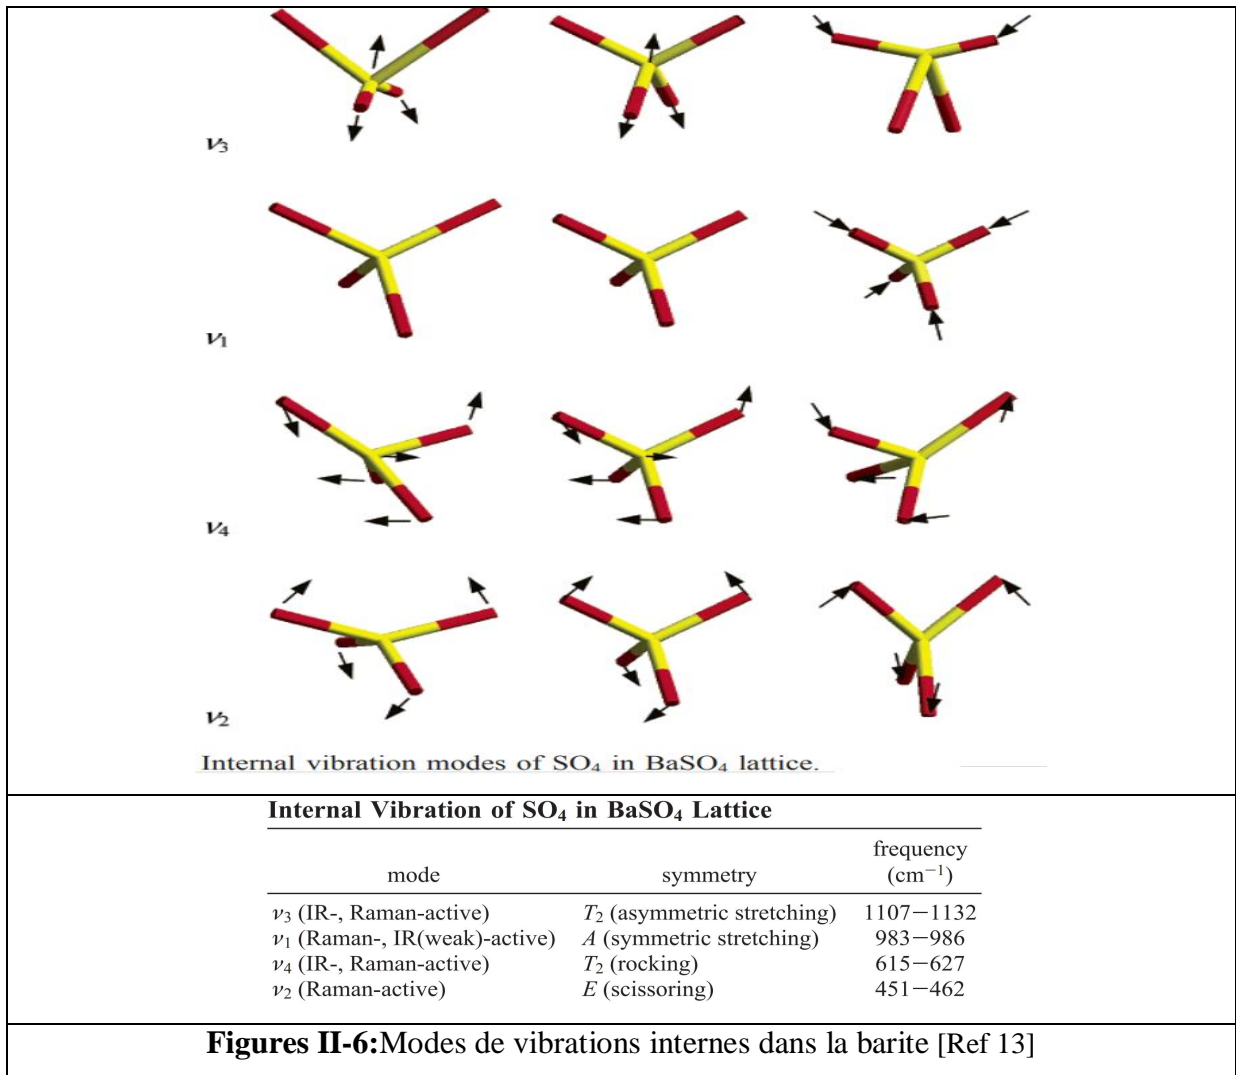 ν₃
ν₁
ν₄
ν₂
Internal vibration modes of SO₄ in BaSO₄ lattice.
Internal Vibration of SO₄ in BaSO₄ Lattice
mode symmetry frequency (cm⁻¹)
ν₃ (IR-, Raman-active) T₂ (asymmetric stretching) 1107−1132
ν₁ (Raman-, IR(weak)-active) A (symmetric stretching) 983−986
ν₄ (IR-, Raman-active) T₂ (rocking) 615−627
ν₂ (Raman-active) E (scissoring) 451−462
Figures II-6:Modes de vibrations internes dans la barite [Ref 13]